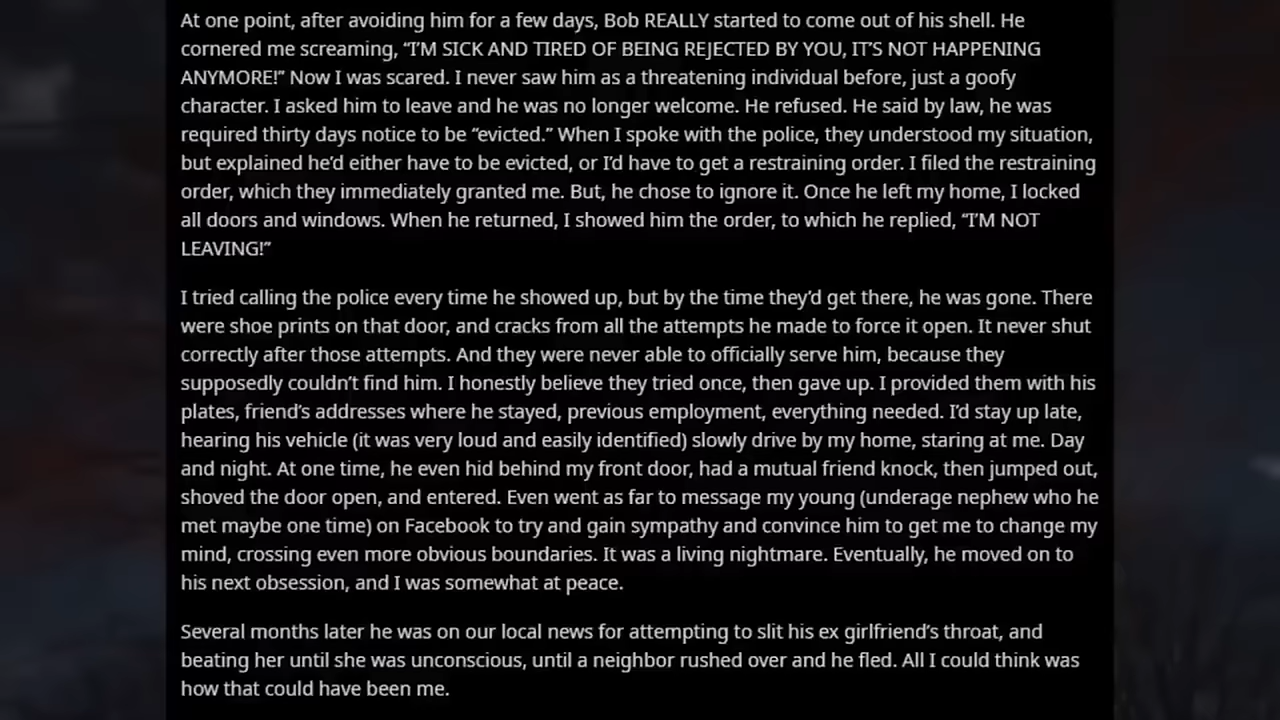 At one point, after avoiding him for a few days, Bob REALLY started to come out of his shell. He
cornered me screaming, “I’M SICK AND TIRED OF BEING REJECTED BY YOU, IT’S NOT HAPPENING
ANYMORE!” Now I was scared. I never saw him as a threatening individual before, just a goofy
character. I asked him to leave and he was no longer welcome. He refused. He said by law, he was
required thirty days notice to be “evicted.” When I spoke with the police, they understood my situation,
but explained he’d either have to be evicted, or I’d have to get a restraining order. I filed the restraining
order, which they immediately granted me. But, he chose to ignore it. Once he left my home, I locked
all doors and windows. When he returned, I showed him the order, to which he replied, “I’M NOT
LEAVING!”
I tried calling the police every time he showed up, but by the time they’d get there, he was gone. There
were shoe prints on that door, and cracks from all the attempts he made to force it open. It never shut
correctly after those attempts. And they were never able to officially serve him, because they
supposedly couldn’t find him. I honestly believe they tried once, then gave up. I provided them with his
plates, friend’s addresses where he stayed, previous employment, everything needed. I’d stay up late,
hearing his vehicle (it was very loud and easily identified) slowly drive by my home, staring at me. Day
and night. At one time, he even hid behind my front door, had a mutual friend knock, then jumped out,
shoved the door open, and entered. Even went as far to message my young (underage nephew who he
met maybe one time) on Facebook to try and gain sympathy and convince him to get me to change my
mind, crossing even more obvious boundaries. It was a living nightmare. Eventually, he moved on to
his next obsession, and I was somewhat at peace.
Several months later he was on our local news for attempting to slit his ex girlfriend’s throat, and
beating her until she was unconscious, until a neighbor rushed over and he fled. All I could think was
how that could have been me.